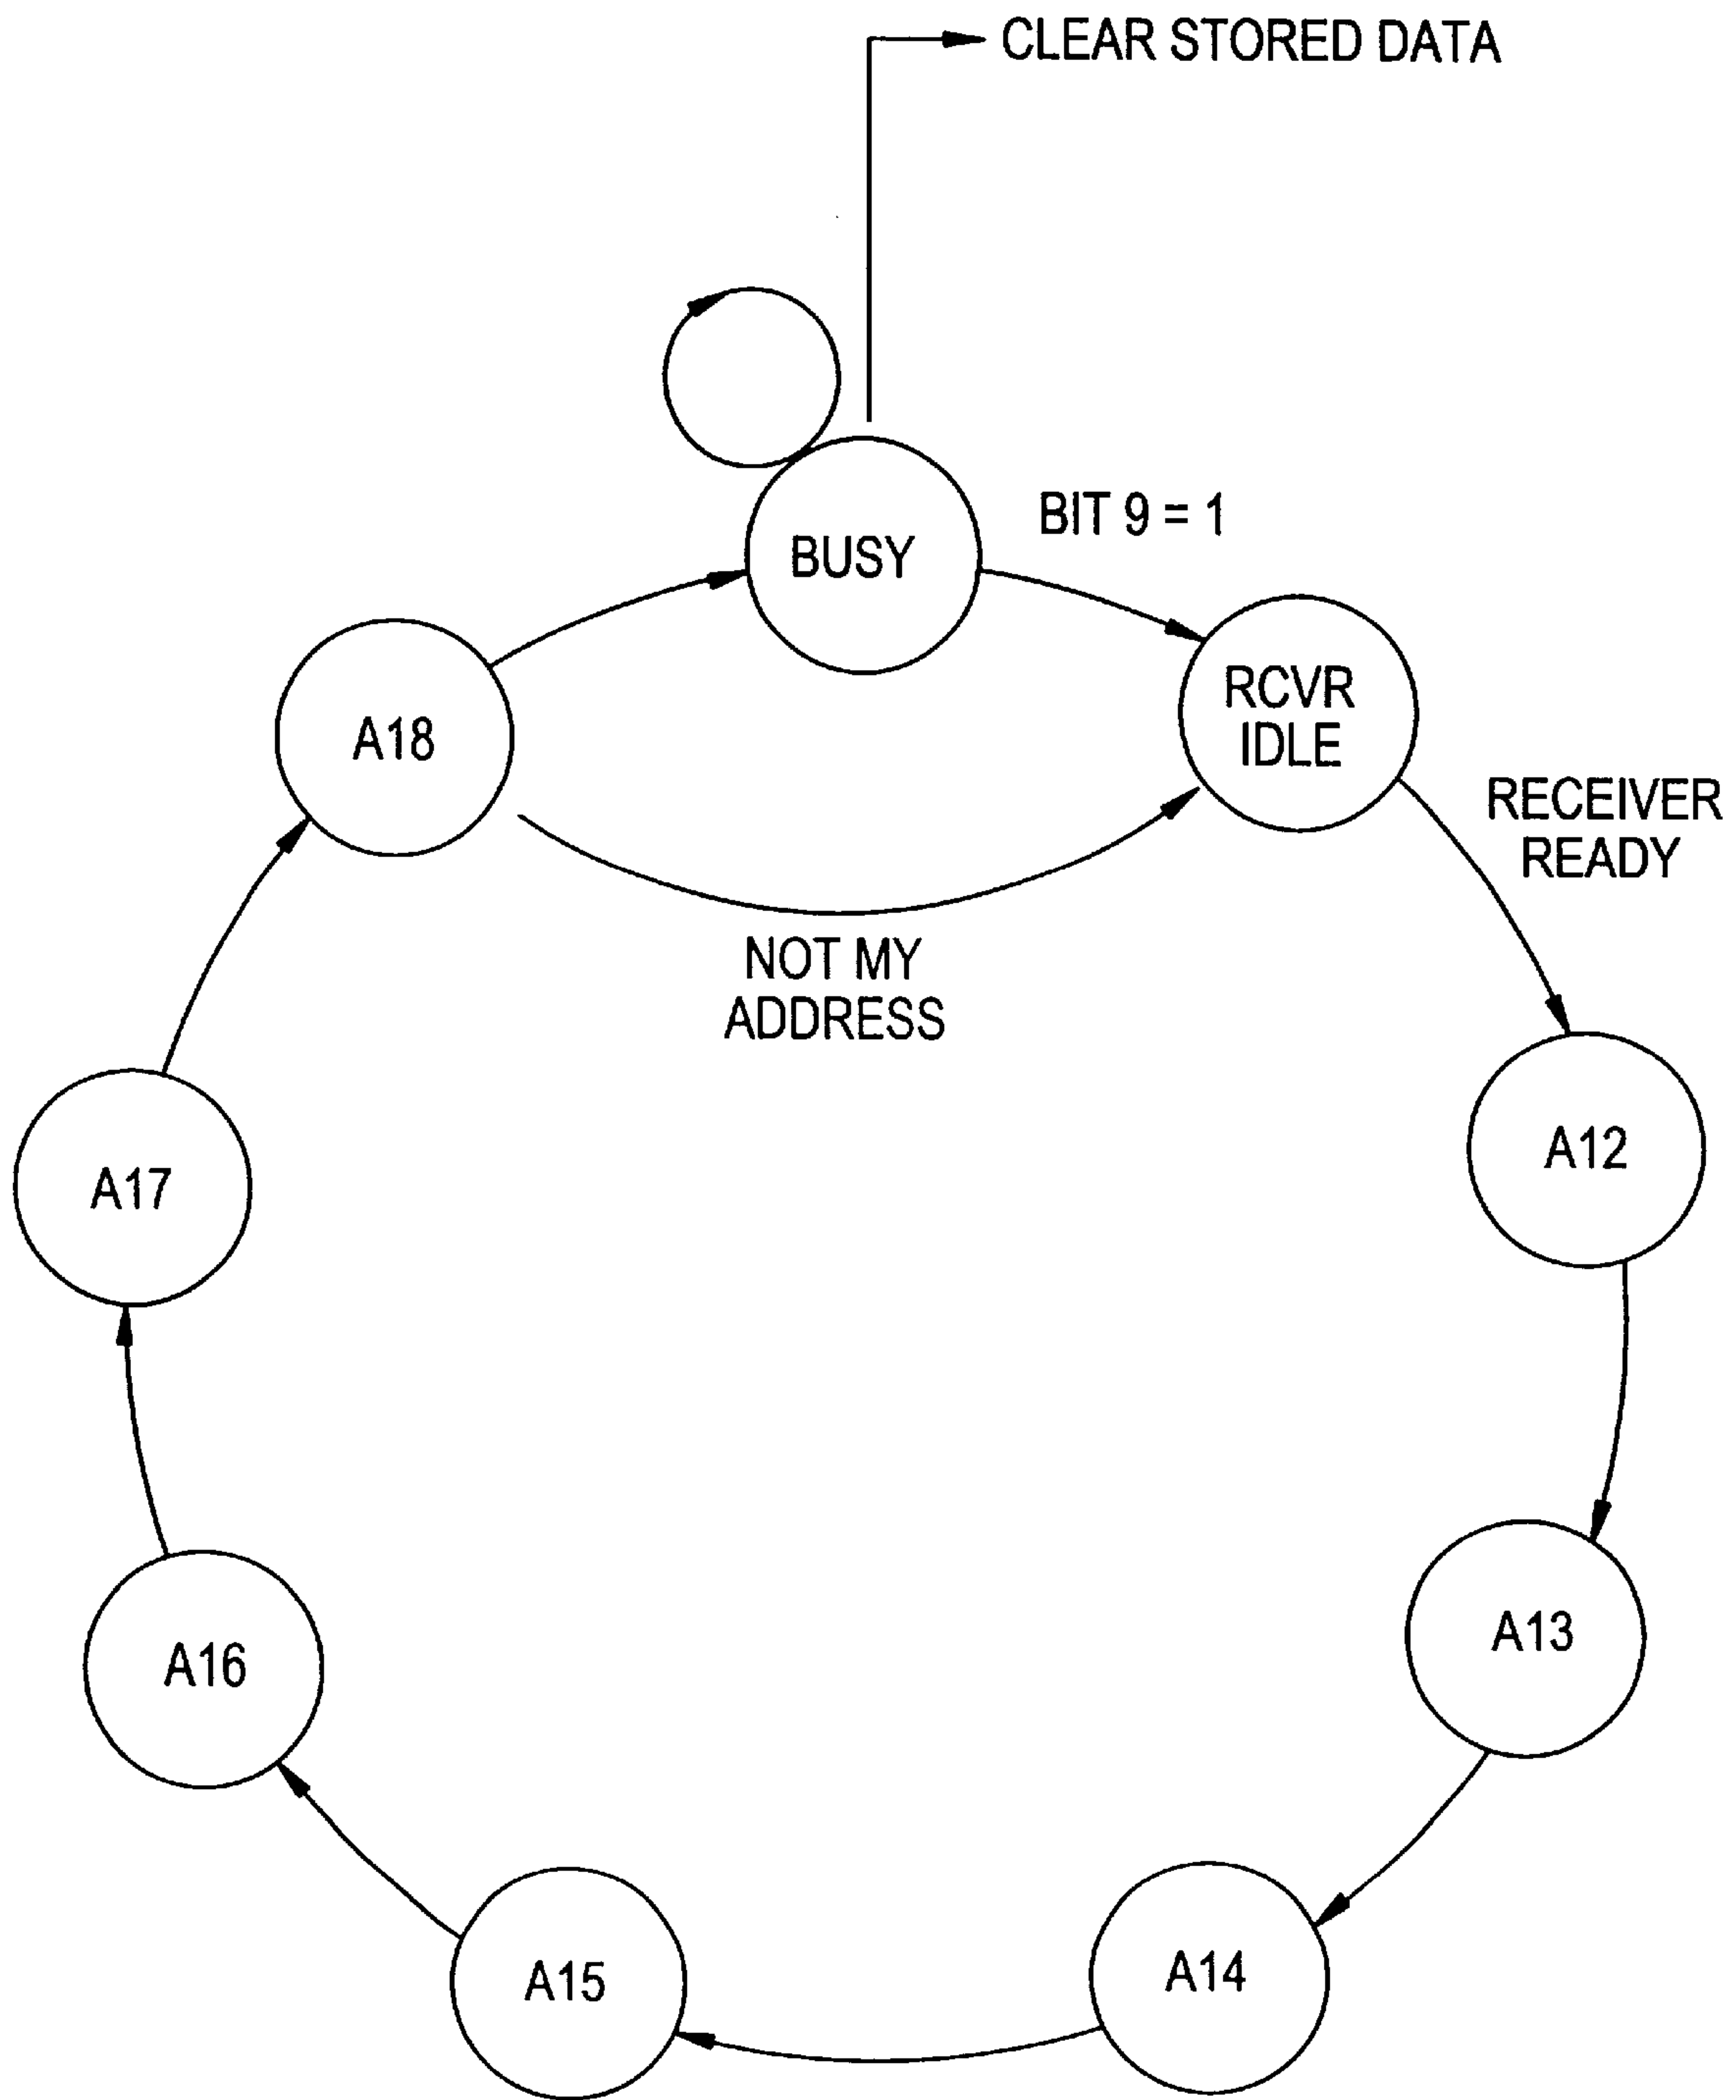 CLEAR STORED DATA
BIT 9 = 1
BUSY
RCVR
IDLE
A18
RECEIVER
READY
NOT MY
ADDRESS
A12
A17
A13
A16
A14
A15